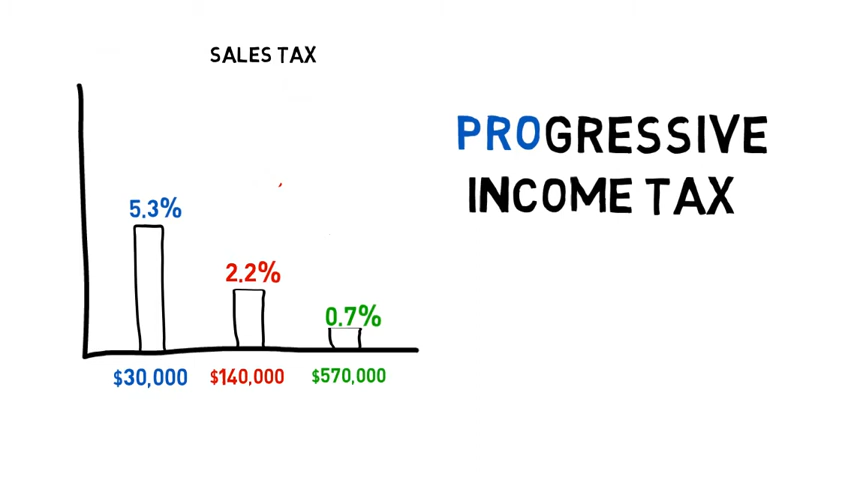 SALES TAX
PROGRESSIVE
INCOME TAX
5.3%
2.2%
0.7%
$30,000 $140,000 $570,000